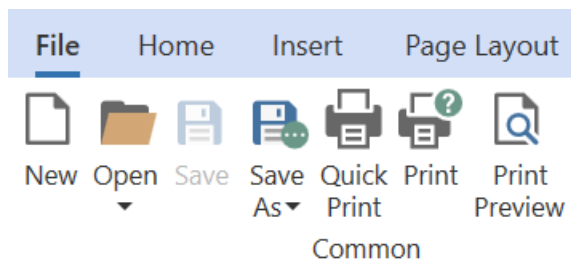 File Home Insert Page Layout
New Open Save Save As Quick Print Print Print Preview
Common